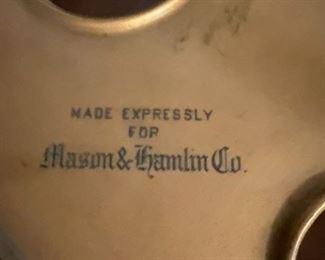 MADE EXPRESSLY
FOR
Mason & Hamlin Co.